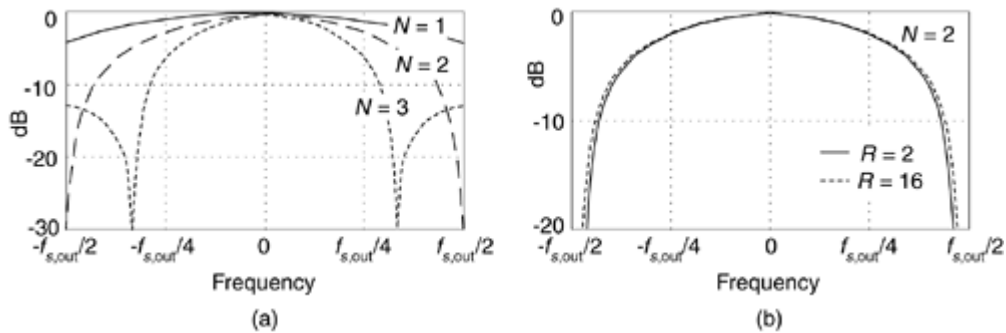 0
N = 1
N = 2
-10
N = 3
dB
-20
-30
-fs,out/2
-fs,out/4
0
fs,out/4
fs,out/2
Frequency
(a)
0
N = 2
dB
-10
R = 2
R = 16
-20
-fs,out/2
-fs,out/4
0
fs,out/4
fs,out/2
Frequency
(b)